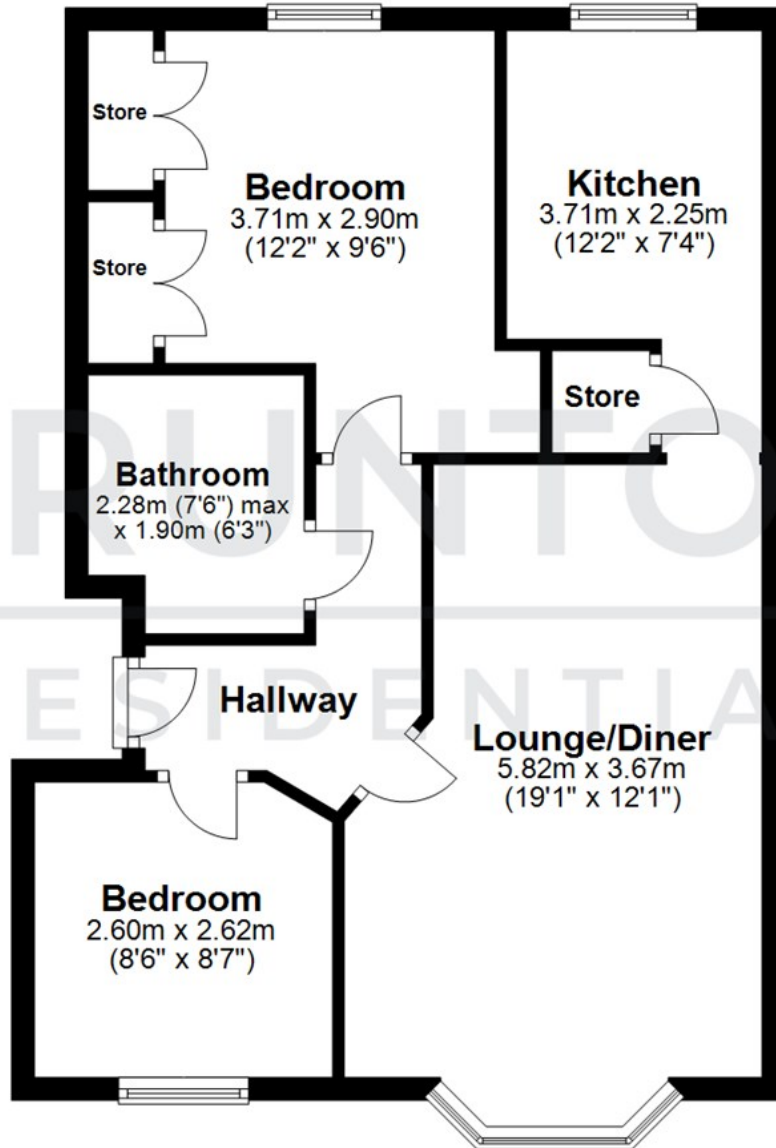 Store
Bedroom
3.71m x 2.90m
(12'2" x 9'6")
Kitchen
3.71m x 2.25m
(12'2" x 7'4")
Store
Store
Bathroom
2.28m (7'6") max
x 1.90m (6'3")
RUNTO
ESIDENTIA
Hallway
Lounge/Diner
5.82m x 3.67m
(19'1" x 12'1")
Bedroom
2.60m x 2.62m
(8'6" x 8'7")